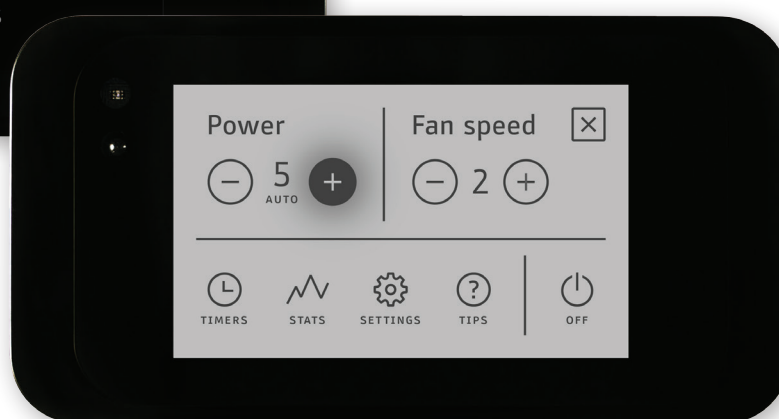 Power
Fan speed
5
AUTO
2
TIMERS
STATS
SETTINGS
TIPS
OFF